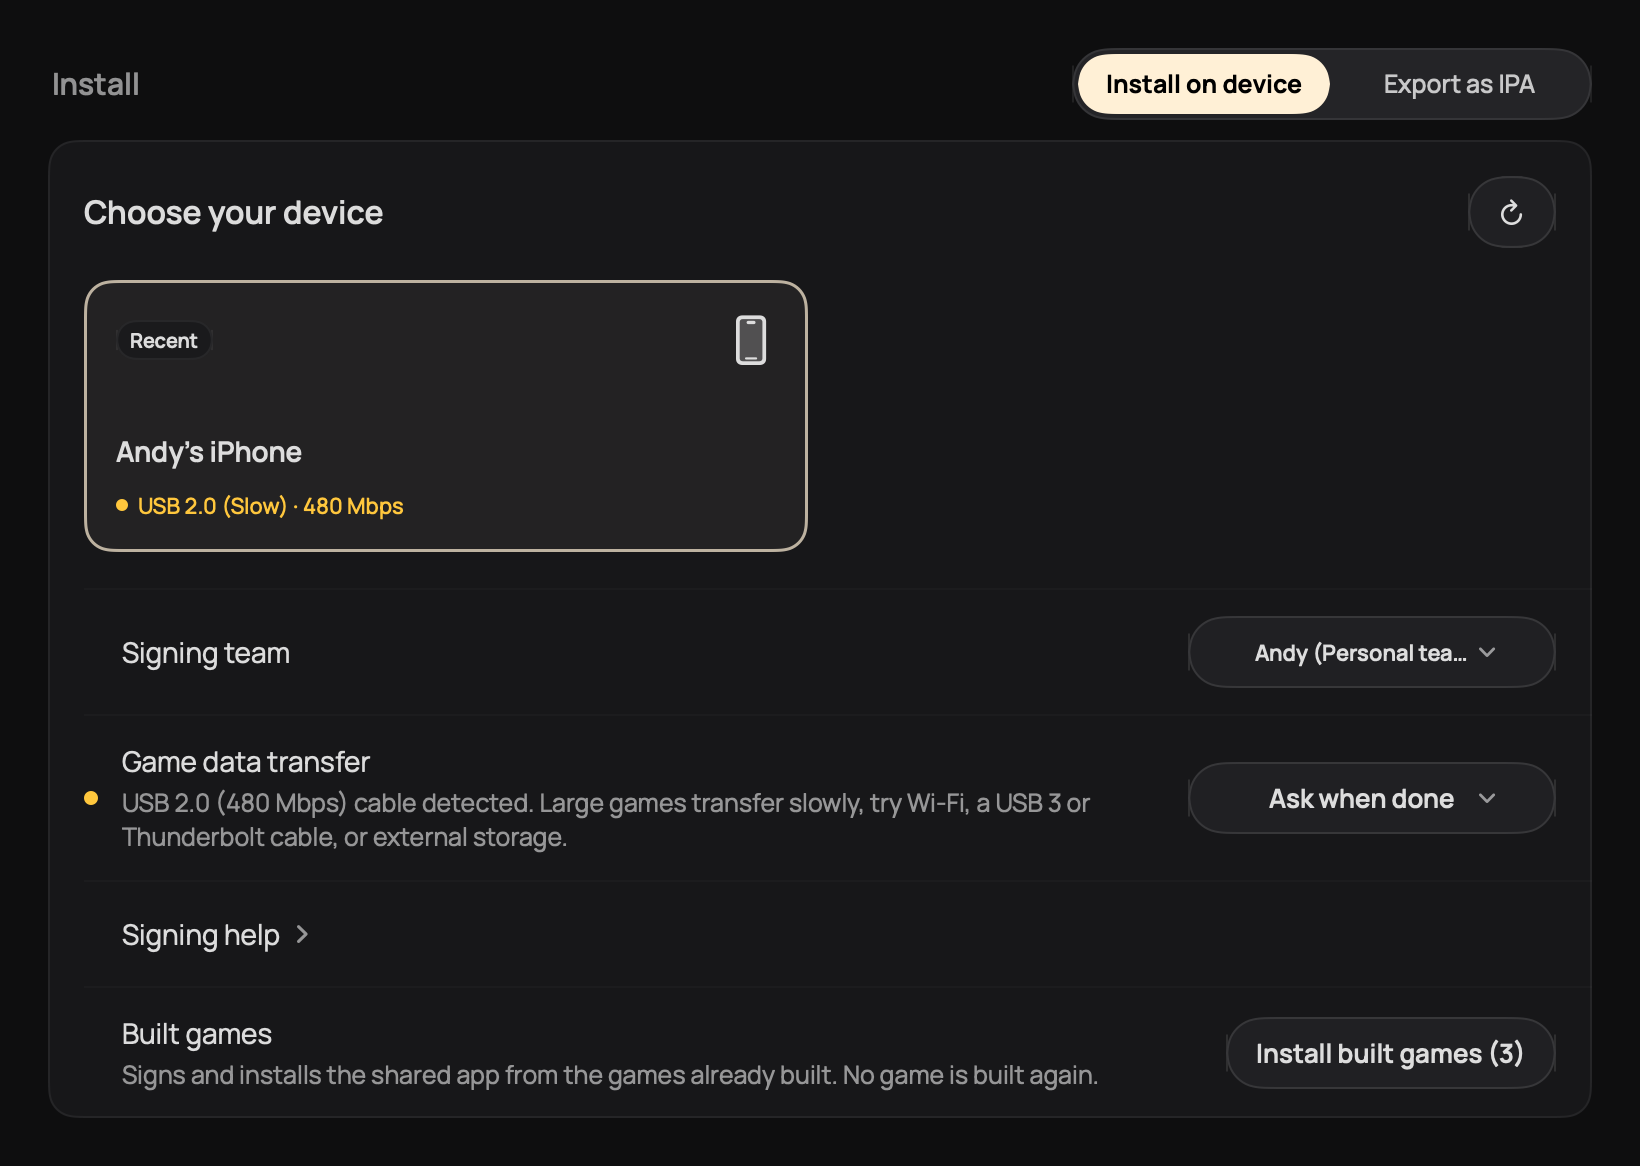 Install
Install on device
Export as IPA
Choose your device
Recent
Andy’s iPhone
USB 2.0 (Slow) · 480 Mbps
Signing team
Andy (Personal tea...
Game data transfer
USB 2.0 (480 Mbps) cable detected. Large games transfer slowly, try Wi-Fi, a USB 3 or
Thunderbolt cable, or external storage.
Ask when done
Signing help
Built games
Signs and installs the shared app from the games already built. No game is built again.
Install built games (3)